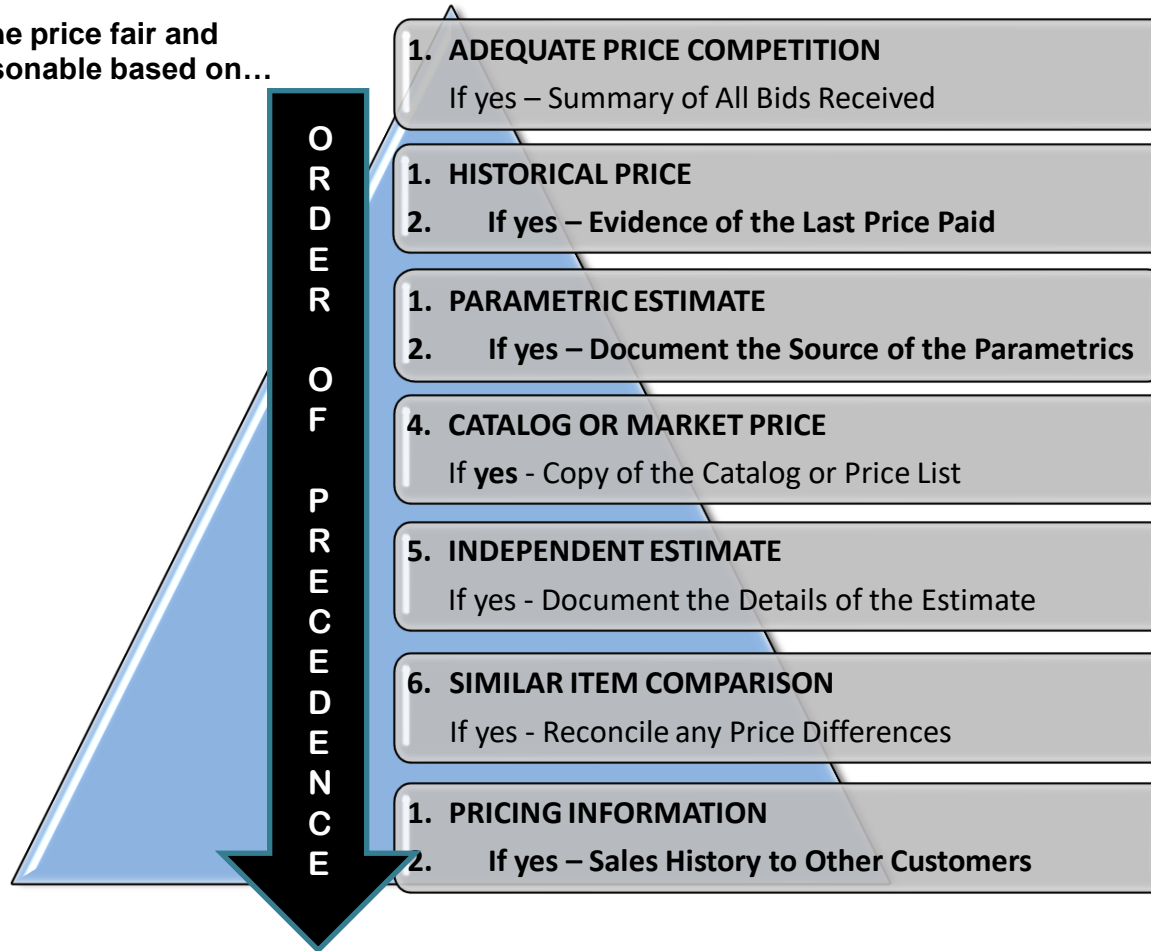 he price fair and
sonable based on…
ORDER OF PRECEDENCE
1. ADEQUATE PRICE COMPETITION
If yes – Summary of All Bids Received
1. HISTORICAL PRICE
2. If yes – Evidence of the Last Price Paid
1. PARAMETRIC ESTIMATE
2. If yes – Document the Source of the Parametrics
4. CATALOG OR MARKET PRICE
If yes - Copy of the Catalog or Price List
5. INDEPENDENT ESTIMATE
If yes - Document the Details of the Estimate
6. SIMILAR ITEM COMPARISON
If yes - Reconcile any Price Differences
1. PRICING INFORMATION
2. If yes – Sales History to Other Customers